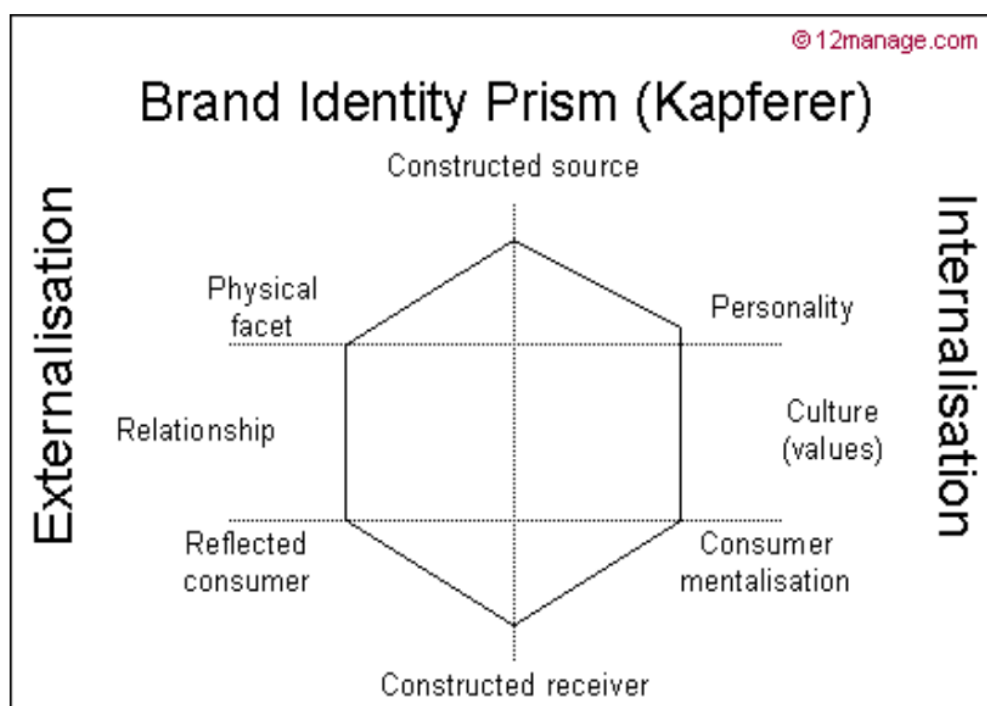 © 12manage.com
Brand Identity Prism (Kapferer)
Constructed source
Externalisation
Internalisation
Physical
facet
Personality
Relationship
Culture
(values)
Reflected
consumer
Consumer
mentalisation
Constructed receiver